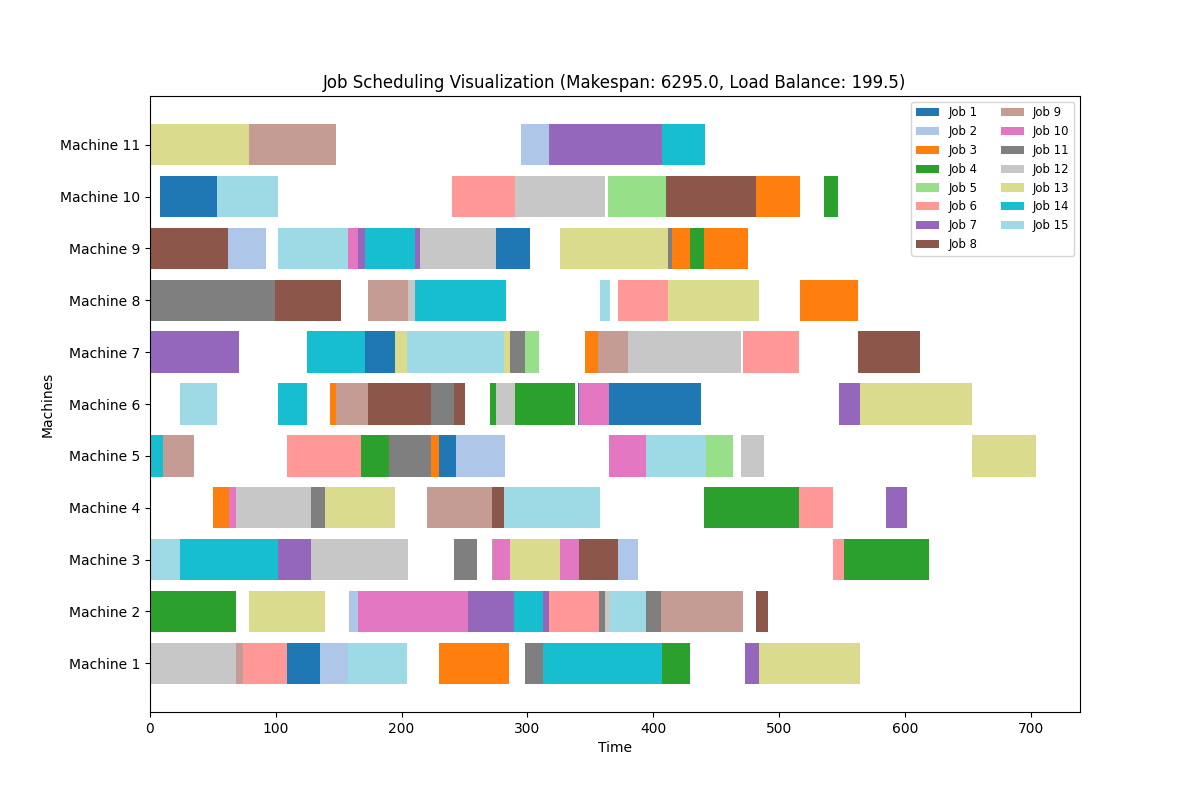 Job Scheduling Visualization (Makespan: 6295.0, Load Balance: 199.5)
Job 1
Job 2
Job 3
Job 4
Job 5
Job 6
Job 7
Job 8
Job 9
Job 10
Job 11
Job 12
Job 13
Job 14
Job 15
Machine 11
Machine 10
Machine 9
Machine 8
Machine 7
Machine 6
Machine 5
Machine 4
Machine 3
Machine 2
Machine 1
Machines
0 100 200 300 400 500 600 700
Time